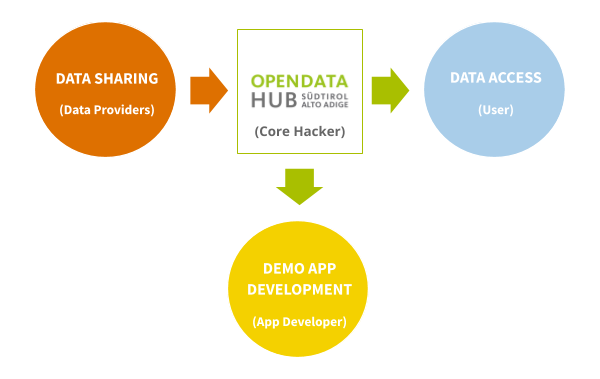 DATA SHARING
(Data Providers)
OPENDATA
HUB SÜDTIROL
ALTO ADIGE
(Core Hacker)
DATA ACCESS
(User)
DEMO APP
DEVELOPMENT
(App Developer)